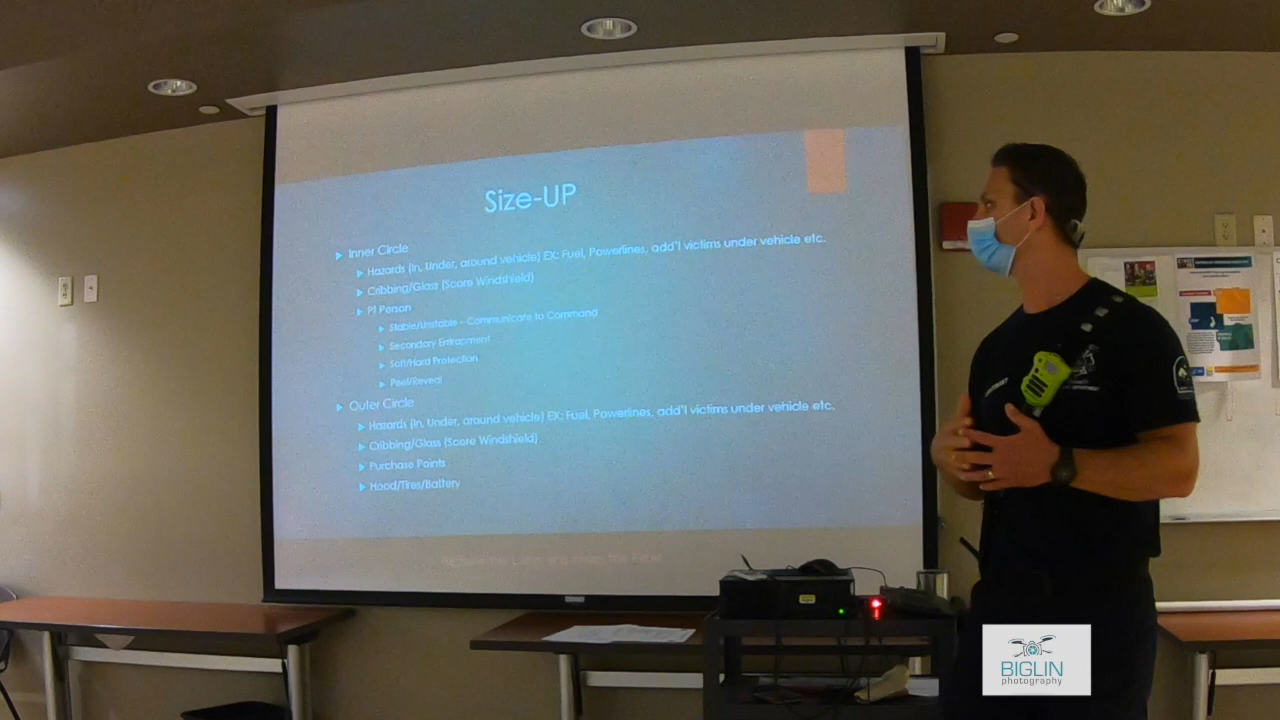 Size-UP
Inner Circle
Hazards (In, Under, around vehicle) EX: Fuel, Powerlines, add'l victims under vehicle etc.
Cribbing/Glass (Score Windshield)
Pt Person
Stable/Unstable – Communicate to Command
Secondary Entrapment
Soft/Hard Protection
Peel/Reveal
Outer Circle
Hazards (In, Under, around vehicle) EX: Fuel, Powerlines, add'l victims under vehicle etc.
Cribbing/Glass (Score Windshield)
Purchase Points
Hood/Tires/Battery
BIGLIN
photography